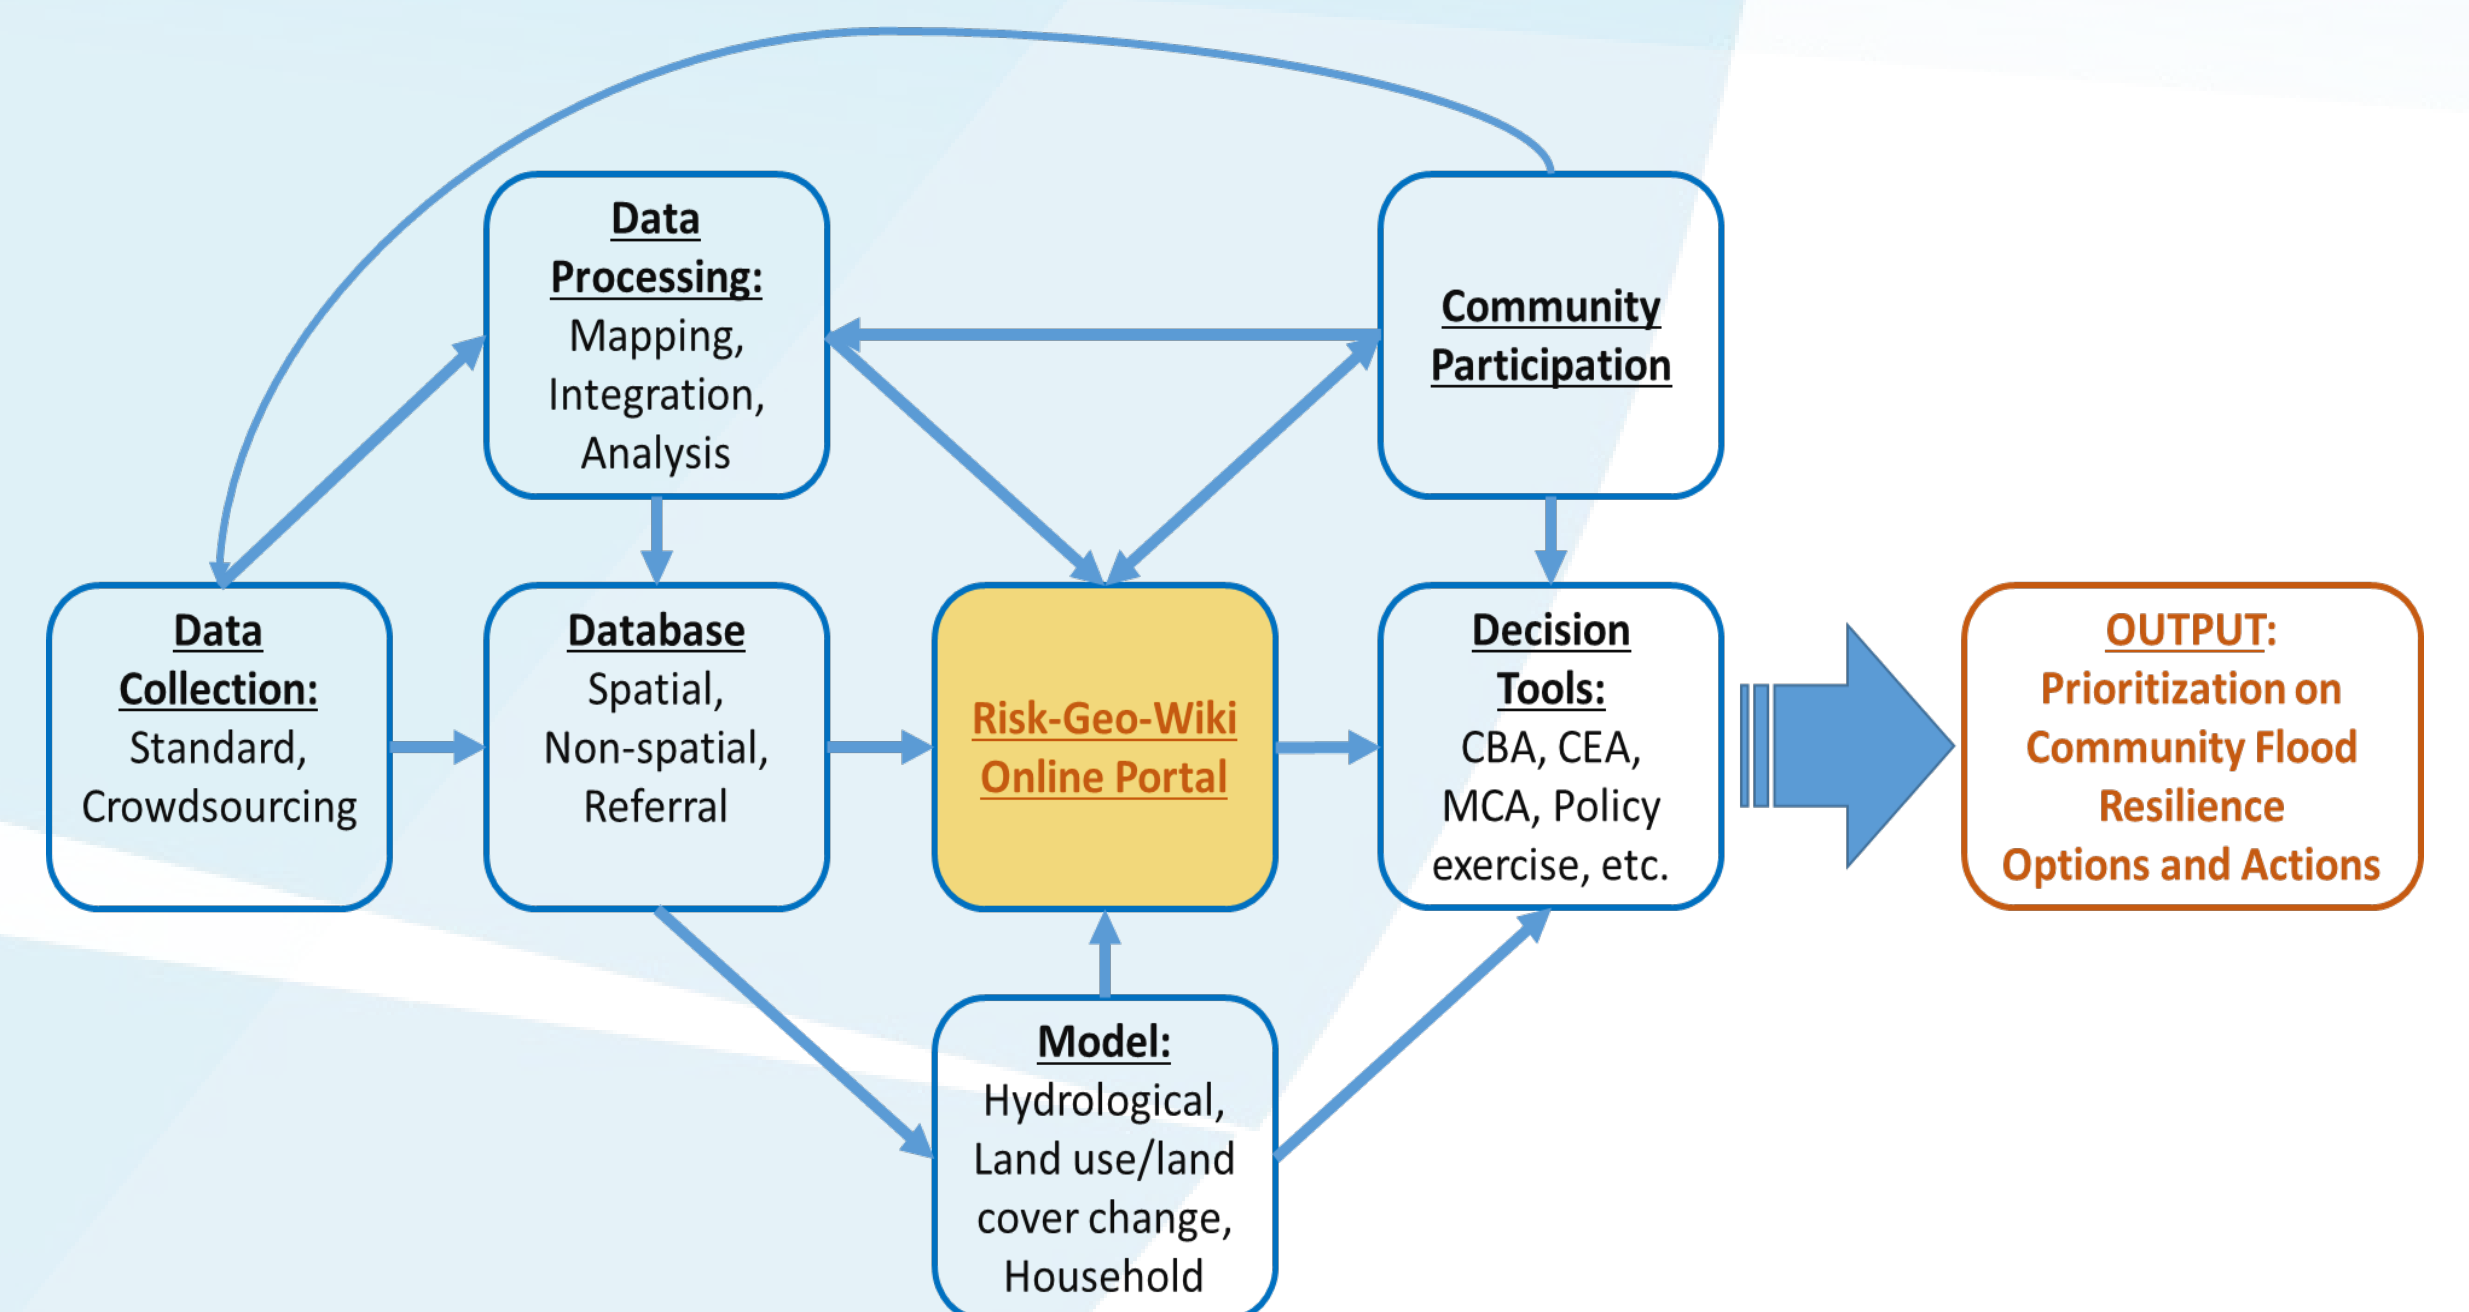 Data
Processing:
Mapping,
Integration,
Analysis
Community
Participation
Data
Collection:
Standard,
Crowdsourcing
Database
Spatial,
Non-spatial,
Referral
Risk-Geo-Wiki
Online Portal
Decision
Tools:
CBA, CEA,
MCA, Policy
exercise, etc.
OUTPUT:
Prioritization on
Community Flood
Resilience
Options and Actions
Model:
Hydrological,
Land use/land
cover change,
Household